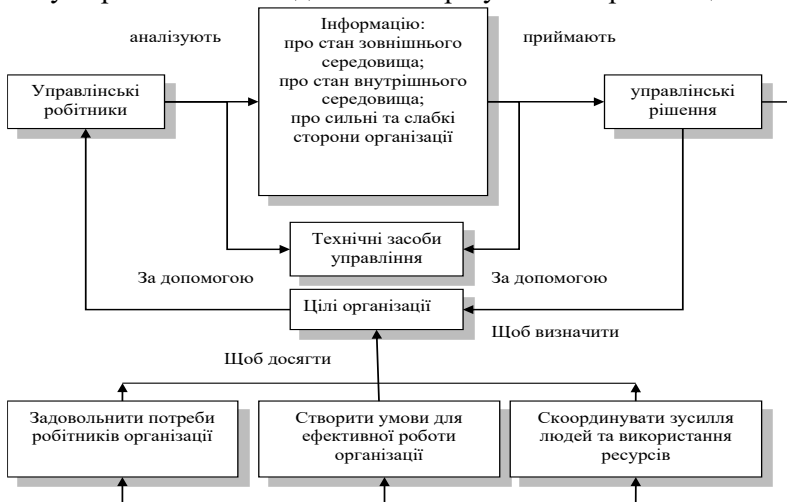 аналізують
Інформацію:
про стан зовнішнього
середовища;
про стан внутрішнього
середовища;
про сильні та слабкі
сторони організації
приймають
Управлінські
робітники
управлінські
рішення
Технічні засоби
управління
За допомогою
За допомогою
Цілі організації
Щоб визначити
Щоб досягти
Задовольнити потреби
робітників організації
Створити умови для
ефективної роботи
організації
Скоординувати зусилля
людей та використання
ресурсів